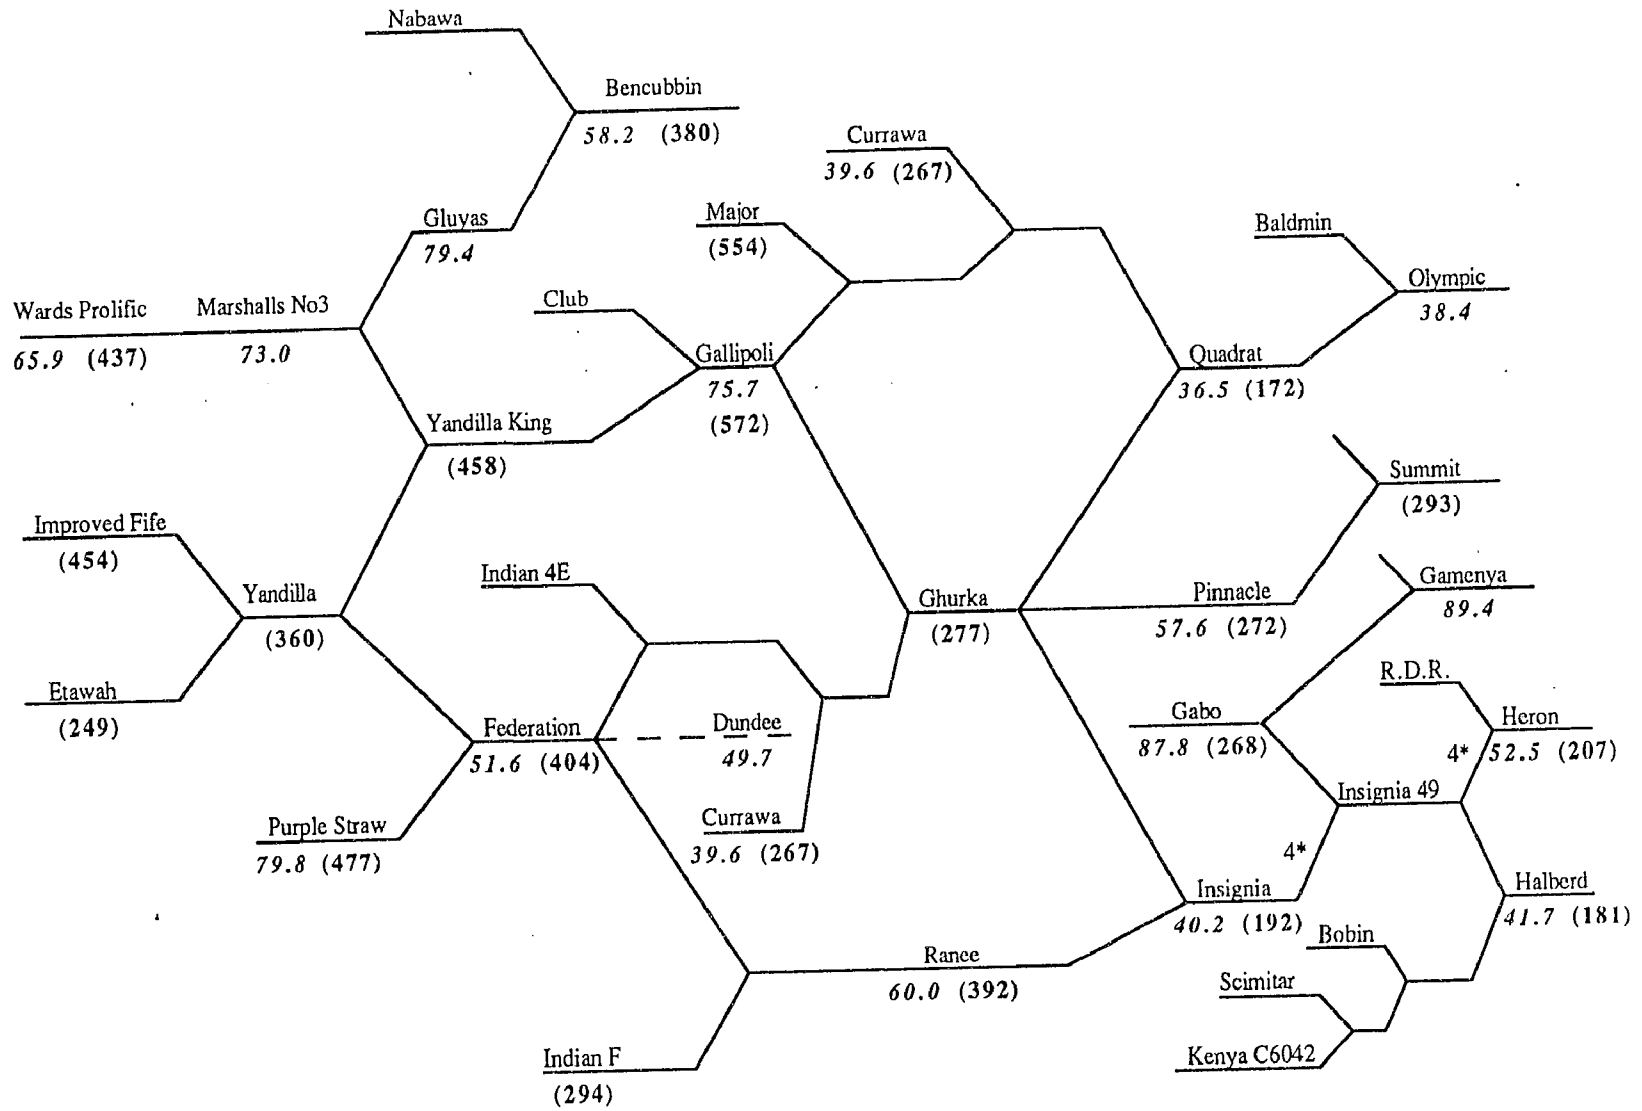 Nabawa
Bencubbin
58.2 (380)
Currawa
39.6 (267)
Major
(554)
Gluyas
79.4
Baldmin
Olympic
38.4
Wards Prolific
65.9 (437)
Marshalls No3
73.0
Club
Gallipoli
75.7
(572)
Quadrat
36.5 (172)
Yandilla King
(458)
Summit
(293)
Improved Fife
(454)
Indian 4E
Yandilla
(360)
Ghurka
(277)
Pinnacle
57.6 (272)
Gamenya
89.4
R.D.R.
Etawah
(249)
Federation
51.6 (404)
Dundee
49.7
Gabo
87.8 (268)
Heron
4*
52.5 (207)
Insignia 49
Purple Straw
79.8 (477)
Currawa
39.6 (267)
4*
Insignia
40.2 (192)
Halberd
41.7 (181)
Bobin
Ranee
60.0 (392)
Scimitar
Kenya C6042
Indian F
(294)